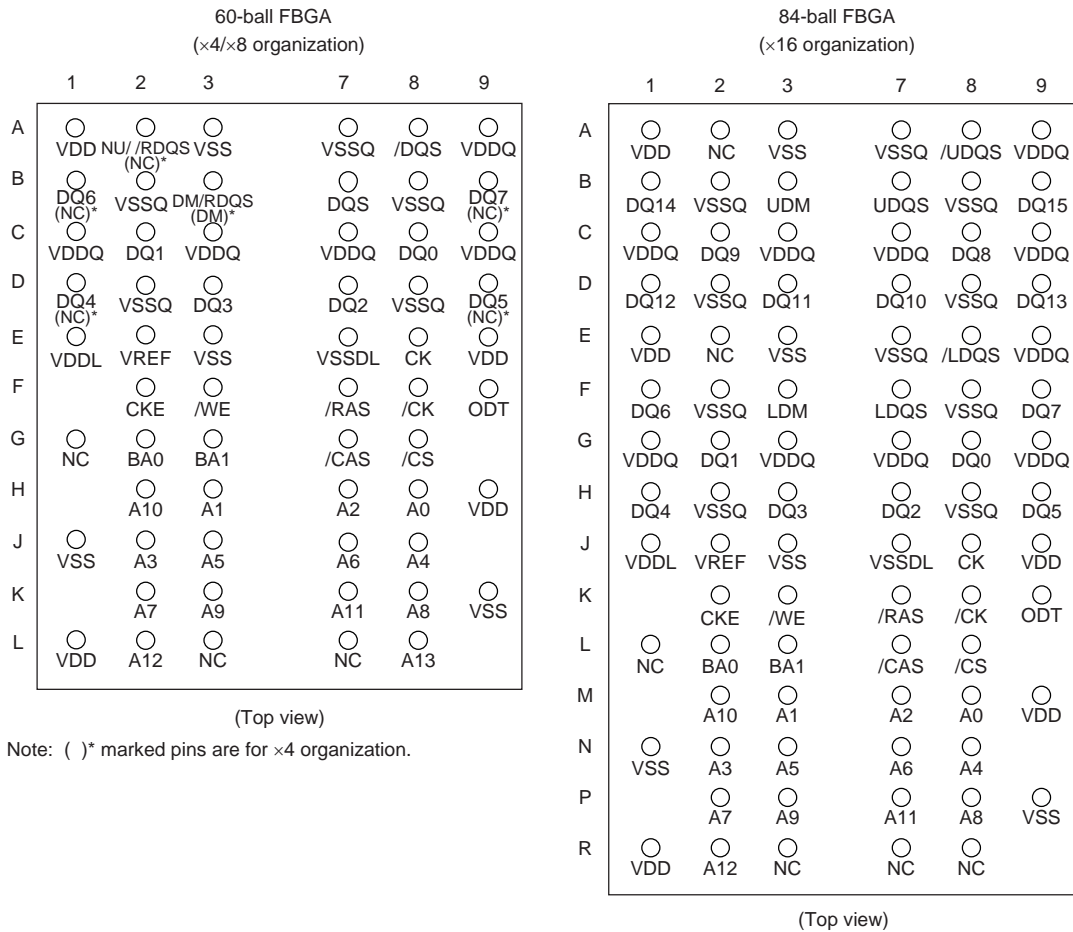 60-ball FBGA
(×4/×8 organization)
1 2 3 7 8 9
A
VDD NU/ /RDQS VSS VSSQ /DQS VDDQ
(NC)*
B
DQ6 VSSQ DM/RDQS DQS VSSQ DQ7
(NC)* (DM)* (NC)*
C
VDDQ DQ1 VDDQ VDDQ DQ0 VDDQ
D
DQ4 VSSQ DQ3 DQ2 VSSQ DQ5
(NC)* (NC)*
E
VDDL VREF VSS VSSDL CK VDD
F
CKE /WE /RAS /CK ODT
G
NC BA0 BA1 /CAS /CS
H
A10 A1 A2 A0 VDD
J
VSS A3 A5 A6 A4
K
A7 A9 A11 A8 VSS
L
VDD A12 NC NC A13
(Top view)
Note: ( )* marked pins are for ×4 organization.
84-ball FBGA
(×16 organization)
1 2 3 7 8 9
A
VDD NC VSS VSSQ /UDQS VDDQ
B
DQ14 VSSQ UDM UDQS VSSQ DQ15
C
VDDQ DQ9 VDDQ VDDQ DQ8 VDDQ
D
DQ12 VSSQ DQ11 DQ10 VSSQ DQ13
E
VDD NC VSS VSSQ /LDQS VDDQ
F
DQ6 VSSQ LDM LDQS VSSQ DQ7
G
VDDQ DQ1 VDDQ VDDQ DQ0 VDDQ
H
DQ4 VSSQ DQ3 DQ2 VSSQ DQ5
J
VDDL VREF VSS VSSDL CK VDD
K
CKE /WE /RAS /CK ODT
L
NC BA0 BA1 /CAS /CS
M
A10 A1 A2 A0 VDD
N
VSS A3 A5 A6 A4
P
A7 A9 A11 A8 VSS
R
VDD A12 NC NC NC
(Top view)